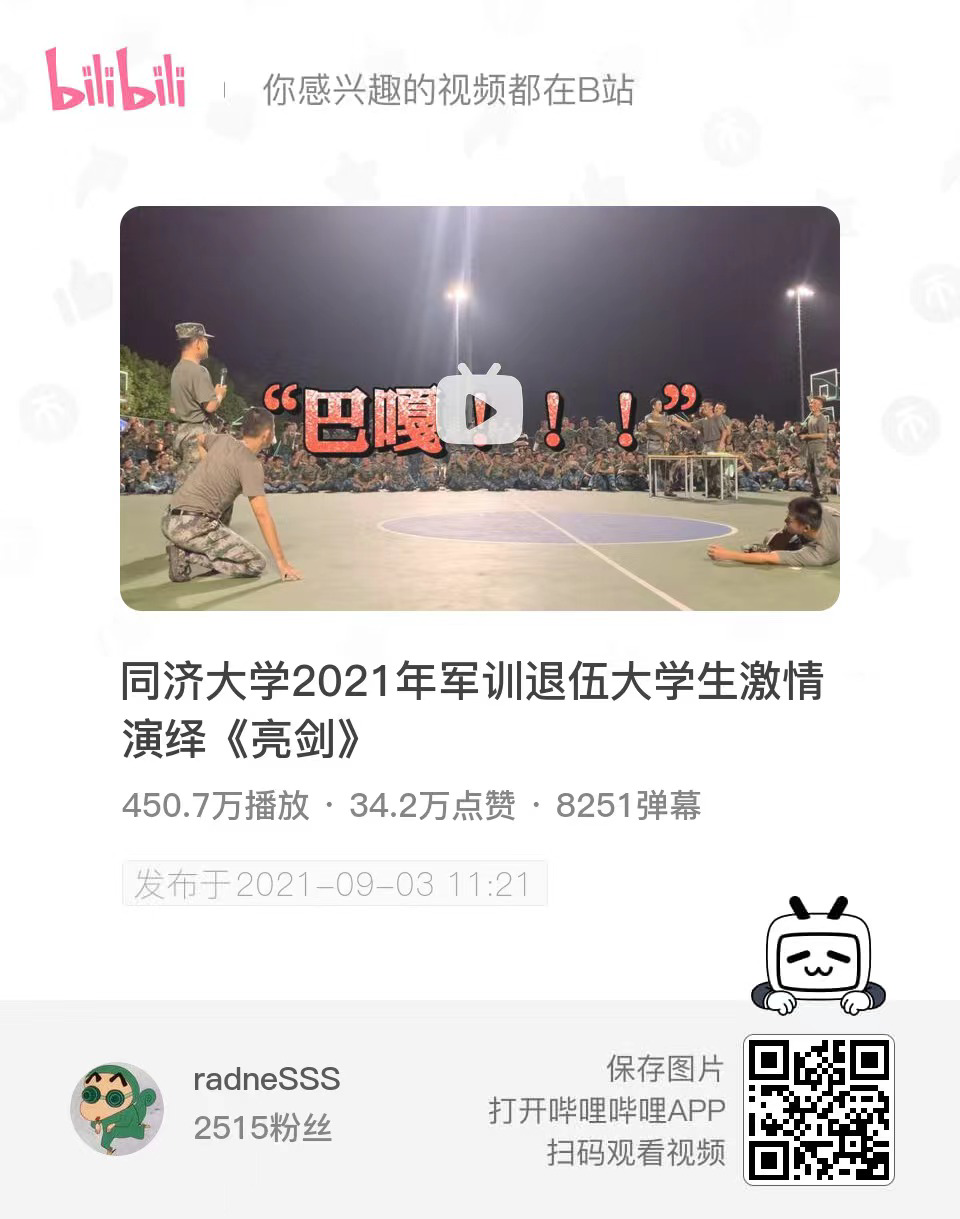 bilibili
你感兴趣的视频都在B站
“巴嘎！！！”
同济大学2021年军训退伍大学生激情
演绎《亮剑》
450.7万播放 · 34.2万点赞 · 8251弹幕
发布于2021-09-03 11:21
radneSSS
2515粉丝
保存图片
打开哔哩哔哩APP
扫码观看视频